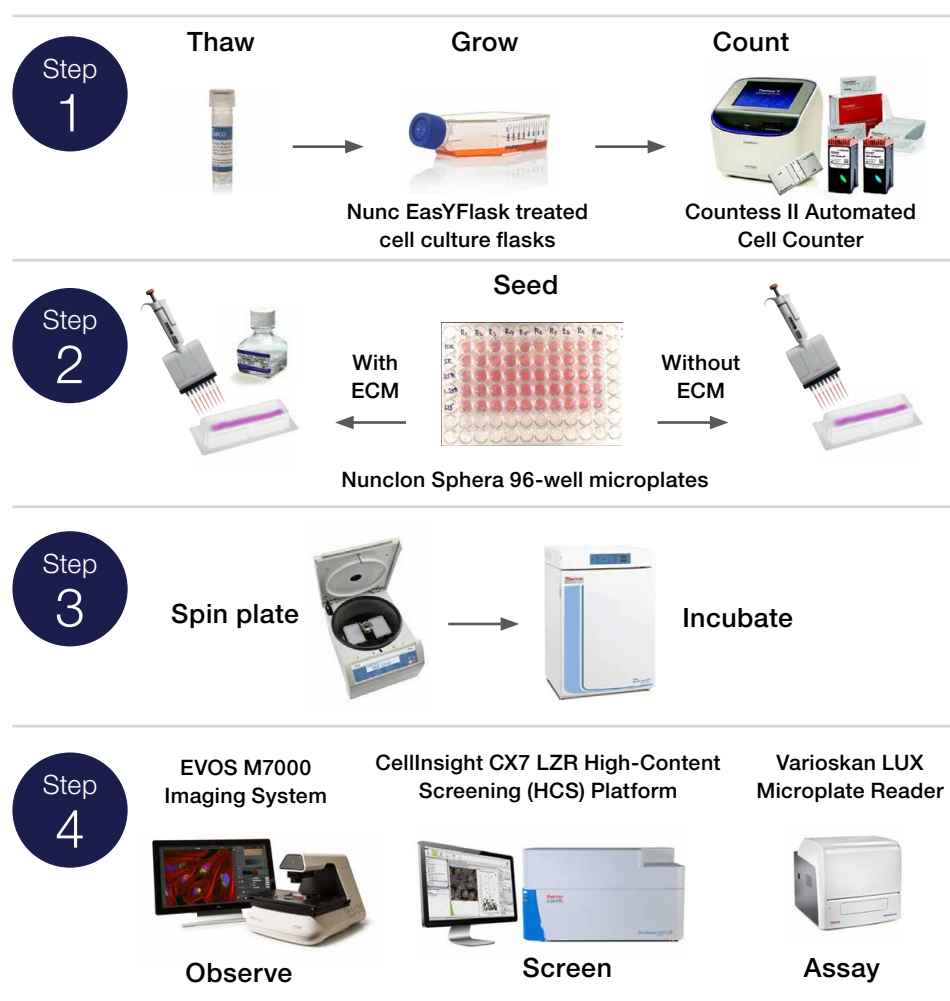 Step
1
Thaw
Grow
Count
Nunc EasYFlask treated
cell culture flasks
Countess II Automated
Cell Counter
Step
2
Seed
With
ECM
Without
ECM
Nunclon Sphera 96-well microplates
Step
3
Spin plate
Incubate
Step
4
EVOS M7000
Imaging System
CellInsight CX7 LZR High-Content
Screening (HCS) Platform
Varioskan LUX
Microplate Reader
thermo
scientific
Observe
Screen
Assay